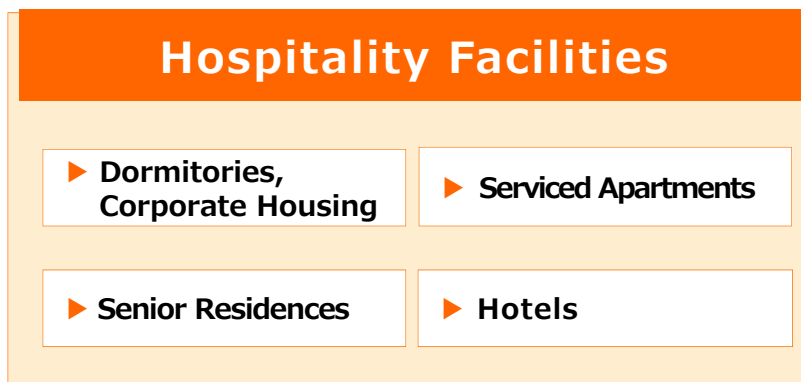 Hospitality Facilities
Dormitories,
Corporate Housing
Serviced Apartments
Senior Residences
Hotels